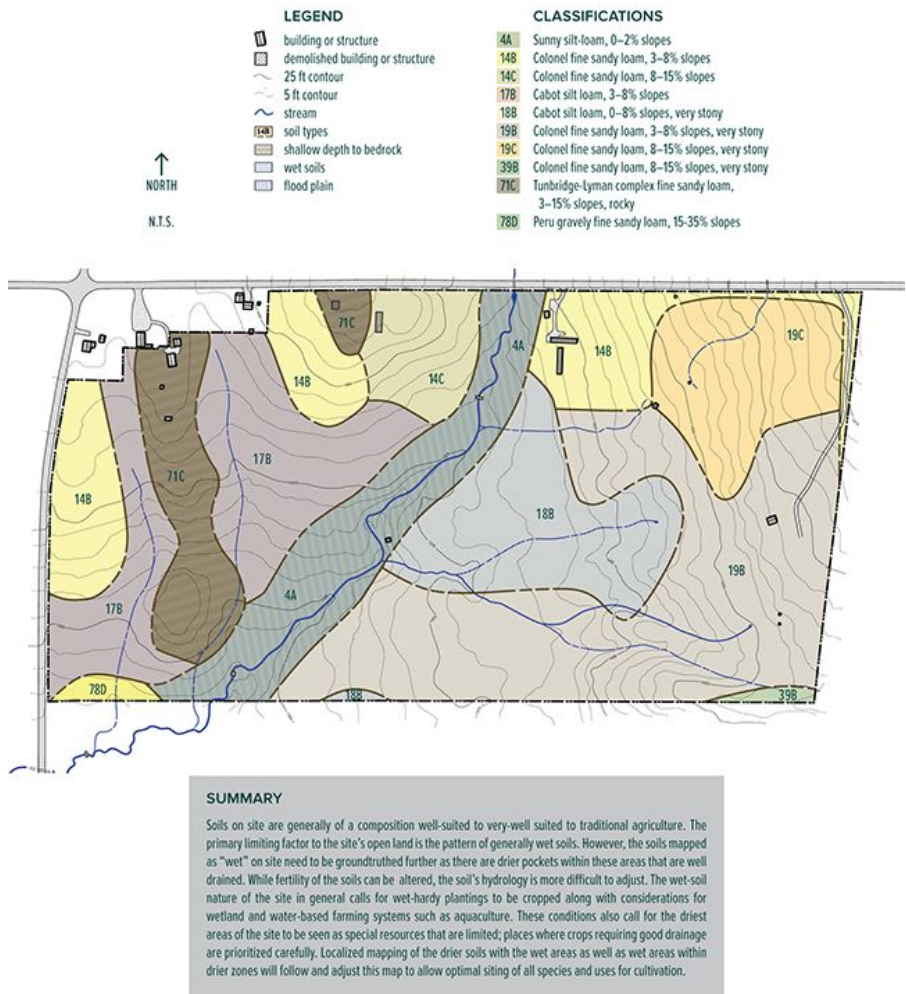 LEGEND
building or structure
demolished building or structure
25 ft contour
5 ft contour
stream
soil types
shallow depth to bedrock
wet soils
flood plain
NORTH
N.T.S.
CLASSIFICATIONS
4A Sunny silt-loam, 0–2% slopes
14B Colonel fine sandy loam, 3–8% slopes
14C Colonel fine sandy loam, 8–15% slopes
17B Cabot silt loam, 3–8% slopes
18B Cabot silt loam, 0–8% slopes, very stony
19B Colonel fine sandy loam, 3–8% slopes, very stony
19C Colonel fine sandy loam, 8–15% slopes, very stony
39B Colonel fine sandy loam, 8–15% slopes, very stony
71C Tunbridge-Lyman complex fine sandy loam,
3–15% slopes, rocky
78D Peru gravely fine sandy loam, 15-35% slopes
71C
4A
19C
14B
14B
14C
17B
71C
14B
18B
19B
4A
17B
78D
18B
39B
SUMMARY
Soils on site are generally of a composition well-suited to very-well suited to traditional agriculture. The
primary limiting factor to the site's open land is the pattern of generally wet soils. However, the soils mapped
as "wet" on site need to be groundtruthed further as there are drier pockets within these areas that are well
drained. While fertility of the soils can be altered, the soil's hydrology is more difficult to adjust. The wet-soil
nature of the site in general calls for wet-hardy plantings to be cropped along with considerations for
wetland and water-based farming systems such as aquaculture. These conditions also call for the driest
areas of the site to be seen as special resources that are limited; places where crops requiring good drainage
are prioritized carefully. Localized mapping of the drier soils with the wet areas as well as wet areas within
drier zones will follow and adjust this map to allow optimal siting of all species and uses for cultivation.